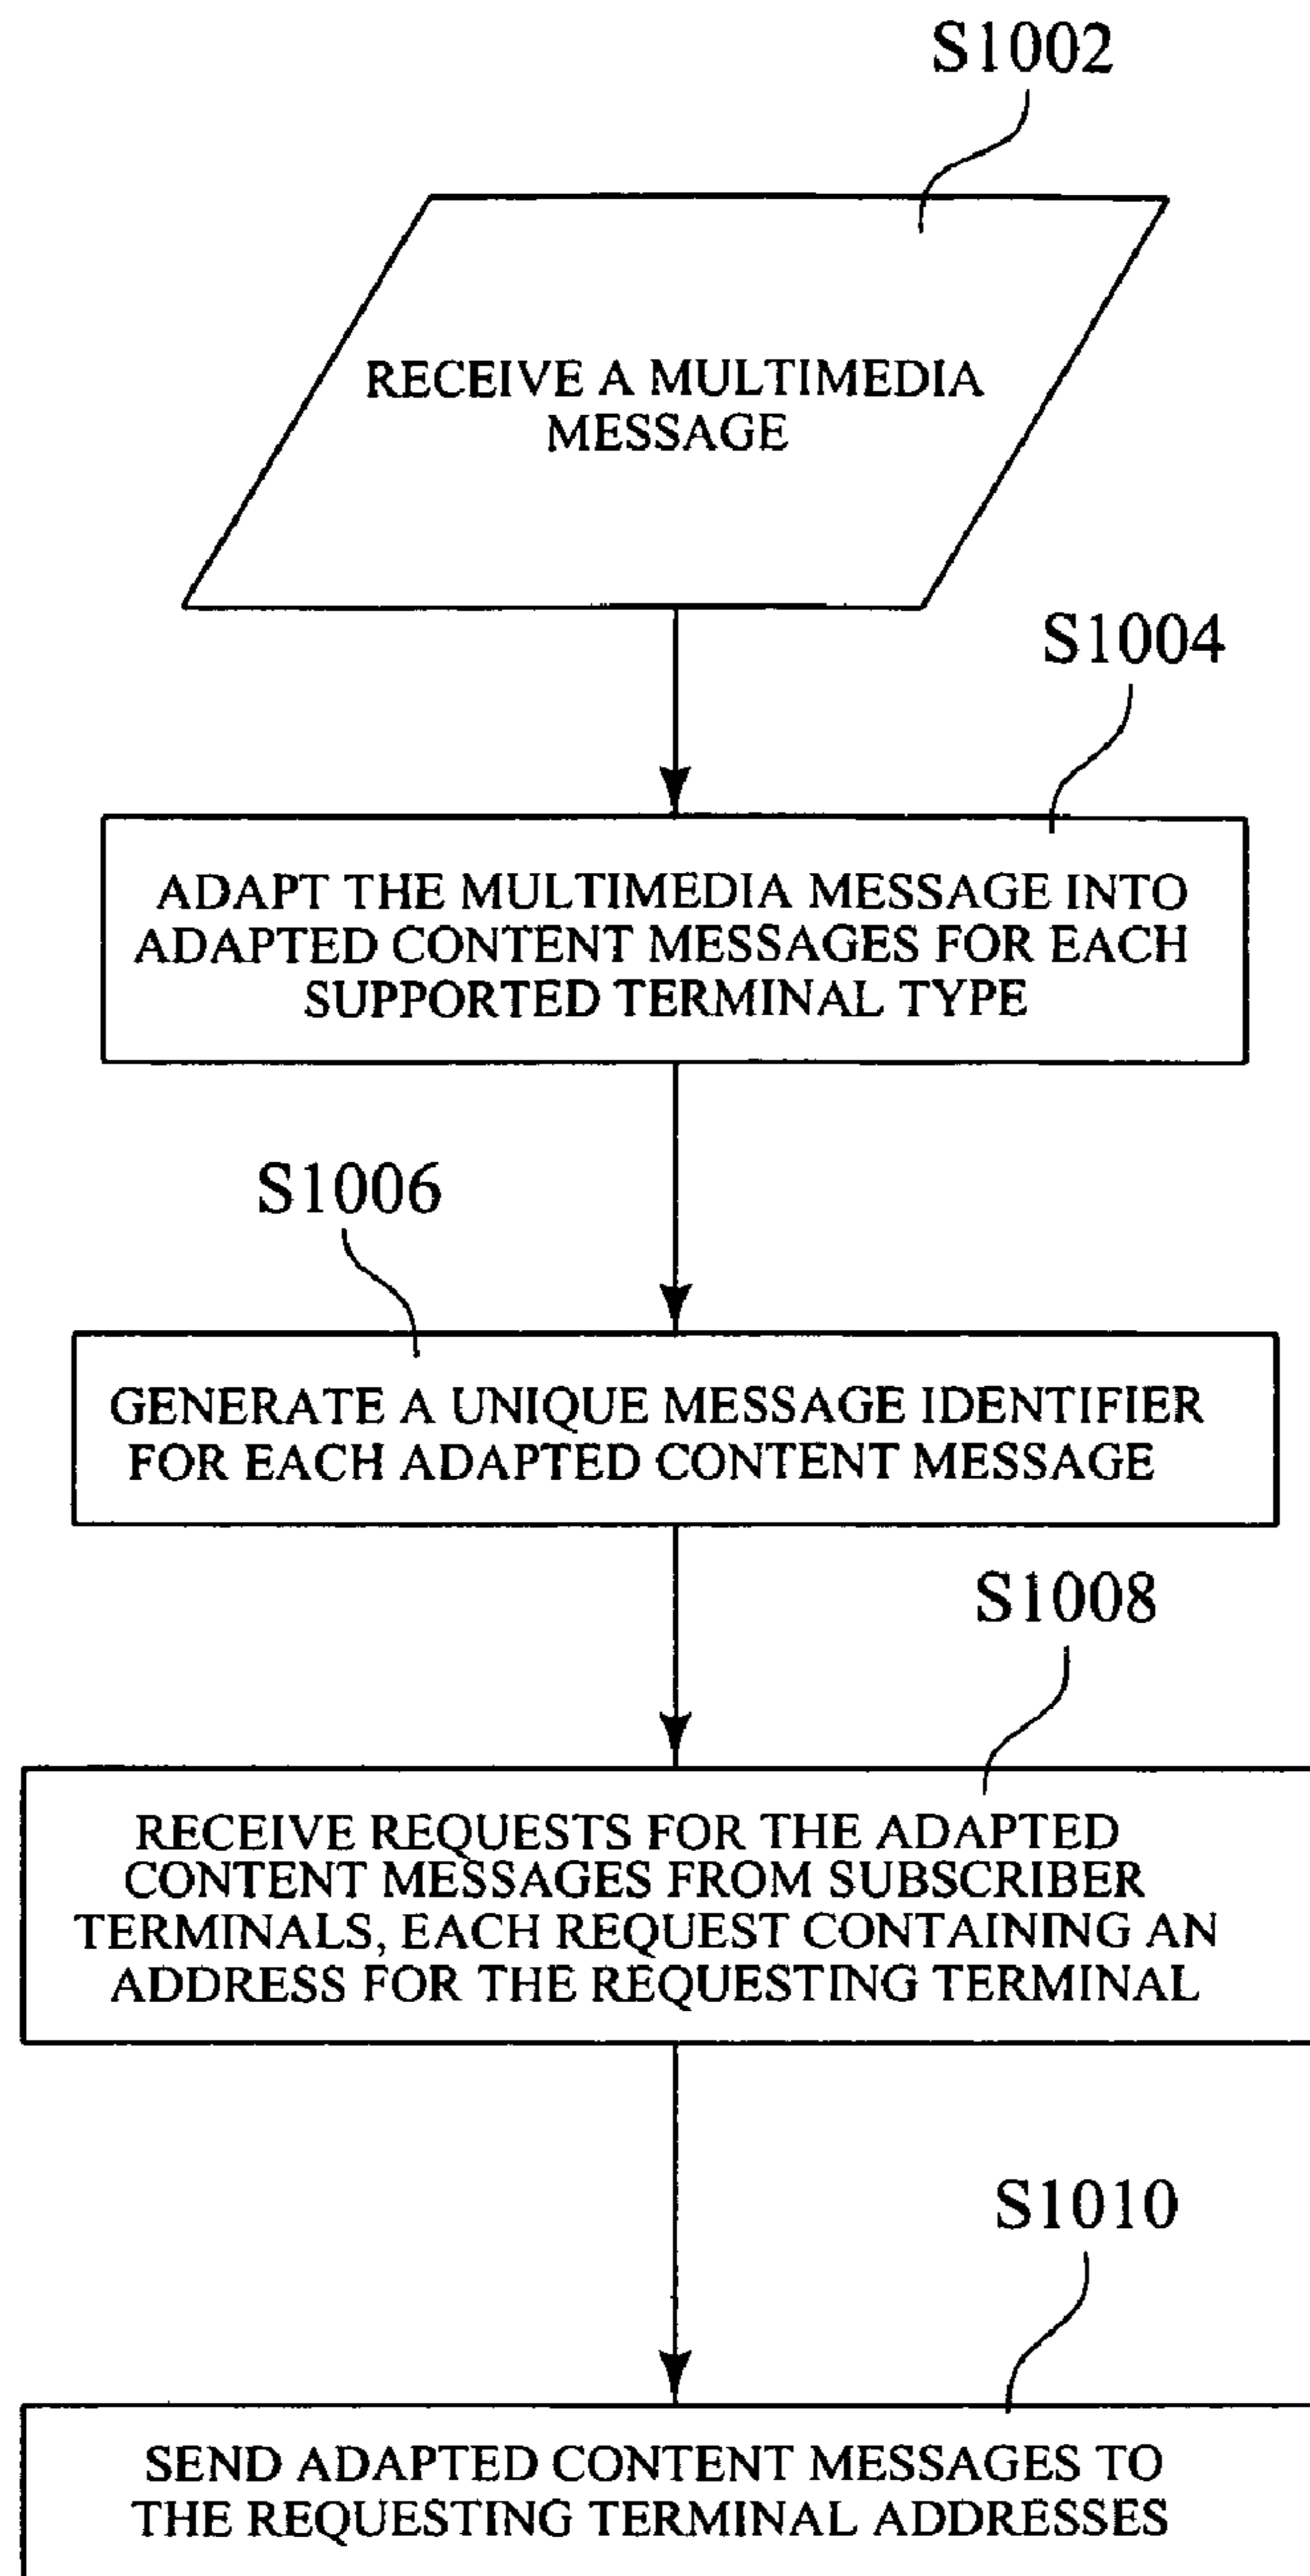 S1002
RECEIVE A MULTIMEDIA
MESSAGE
S1004
ADAPT THE MULTIMEDIA MESSAGE INTO
ADAPTED CONTENT MESSAGES FOR EACH
SUPPORTED TERMINAL TYPE
S1006
GENERATE A UNIQUE MESSAGE IDENTIFIER
FOR EACH ADAPTED CONTENT MESSAGE
S1008
RECEIVE REQUESTS FOR THE ADAPTED
CONTENT MESSAGES FROM SUBSCRIBER
TERMINALS, EACH REQUEST CONTAINING AN
ADDRESS FOR THE REQUESTING TERMINAL
S1010
SEND ADAPTED CONTENT MESSAGES TO
THE REQUESTING TERMINAL ADDRESSES